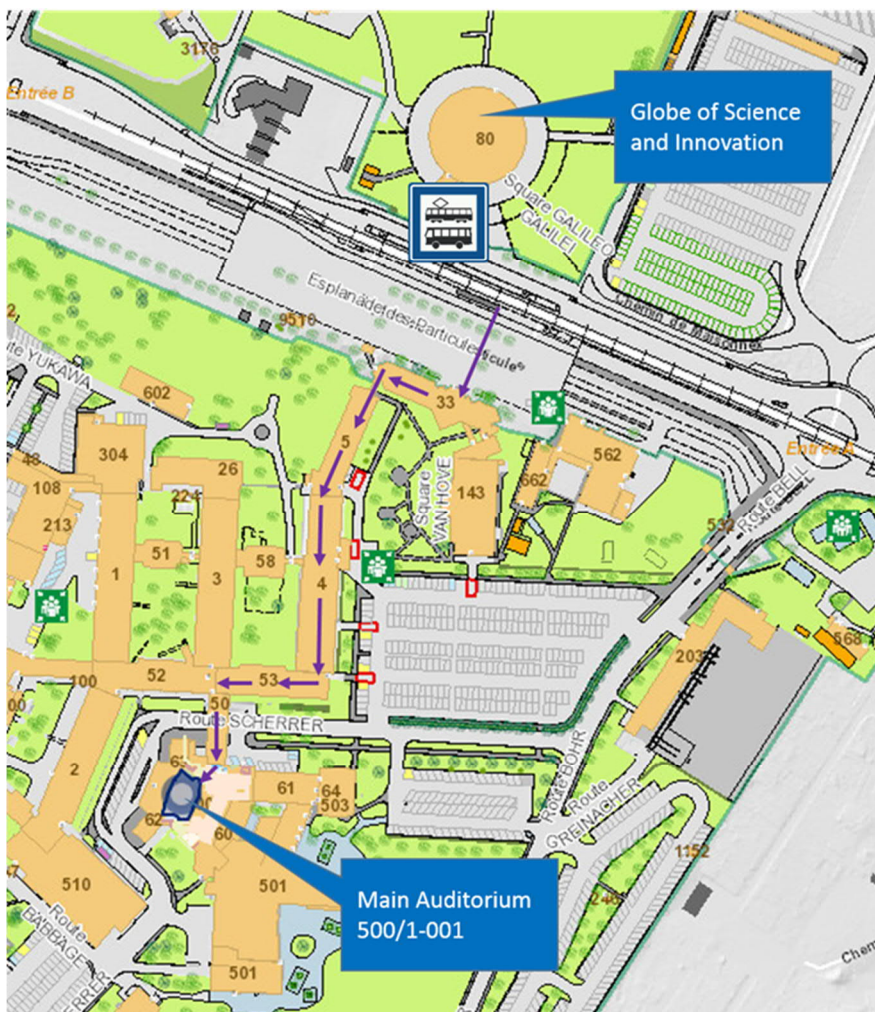 3176
Entrée B
Globe of Science
and Innovation
80
Square GALILEO
GALILEI
Esplanade des Particules
9510
Chemin de Maisonnex
YUKAWA
602
33
5
Entrée A
304
26
48
108
224
213
143
662
562
Square
VAN HOVE
Route BELL
532
51
58
1
3
4
568
203
100
52
53
50
Route SCHERRER
2
61
64
503
62
60
Route BOHR
Route
GREINACHER
1152
510
501
Main Auditorium
500/1-001
Route
BABBAGE
501